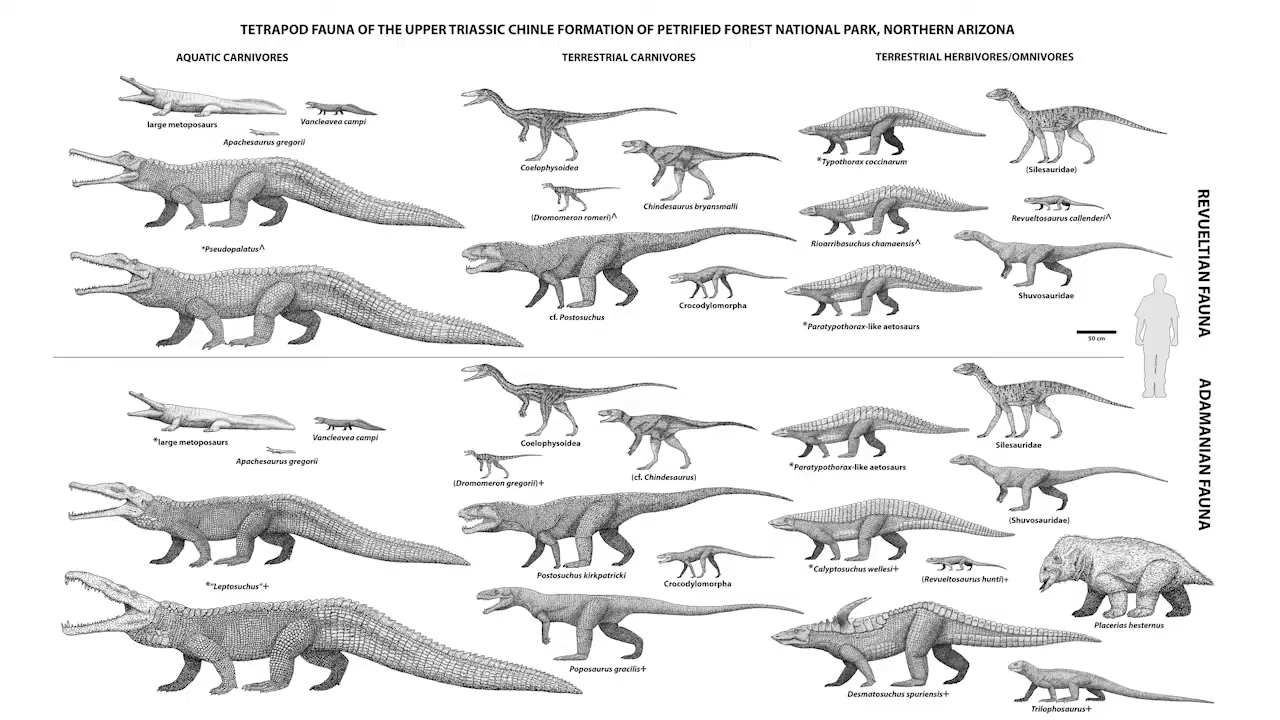 TETRAPOD FAUNA OF THE UPPER TRIASSIC CHINLE FORMATION OF PETRIFIED FOREST NATIONAL PARK, NORTHERN ARIZONA
AQUATIC CARNIVORES
TERRESTRIAL CARNIVORES
TERRESTRIAL HERBIVORES/OMNIVORES
large metoposaurs
Vancleavea campi
Apachesaurus gregorii
*Pseudopalatus^
Coelophysoidea
Chindesaurus bryansmalli
(Dromomeron romeri)^
cf. Postosuchus
Crocodylomorpha
*Typothorax coccinarum
(Silesauridae)
Rioarribasuchus chamaensis^
Revueltosaurus callenderi^
Shuvosauridae
*Paratypothorax-like aetosaurs
50 cm
REVUELTIAN FAUNA
*large metoposaurs
Vancleavea campi
Apachesaurus gregorii
*"Leptosuchus"+
Coelophysoidea
(cf. Chindesaurus)
(Dromomeron gregorii)+
Postosuchus kirkpatricki
Crocodylomorpha
Poposaurus gracilis+
*Paratypothorax-like aetosaurs
Silesauridae
(Shuvosauridae)
*Calyptosuchus wellesi+
(Revueltosaurus hunti)+
Placerias hesternus
Desmatosuchus spuriensis+
Trilophosaurus+
ADAMANIAN FAUNA